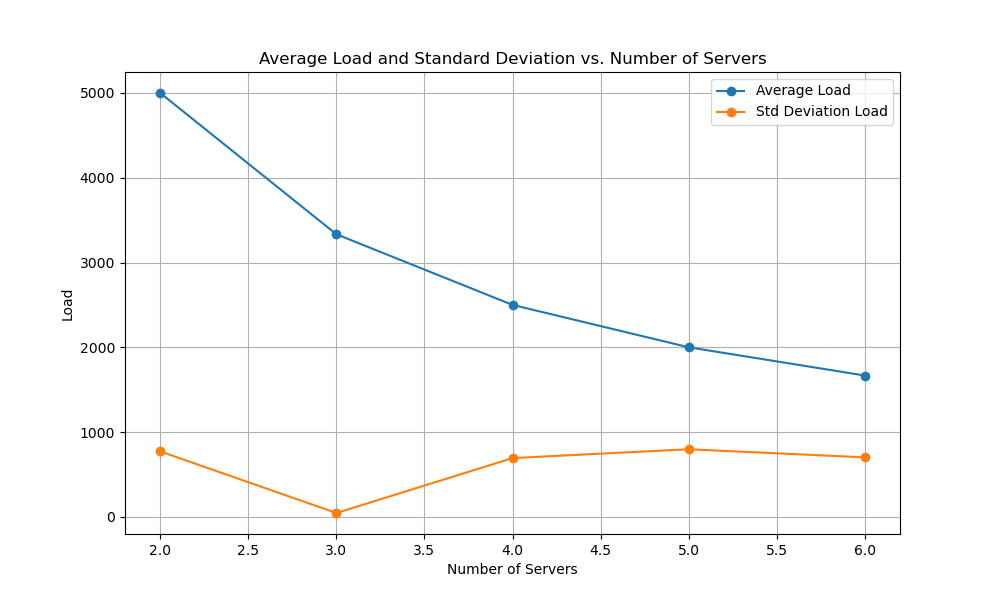 Average Load and Standard Deviation vs. Number of Servers
Average Load
Std Deviation Load
5000
4000
3000
2000
1000
0
Load
2.0 2.5 3.0 3.5 4.0 4.5 5.0 5.5 6.0
Number of Servers